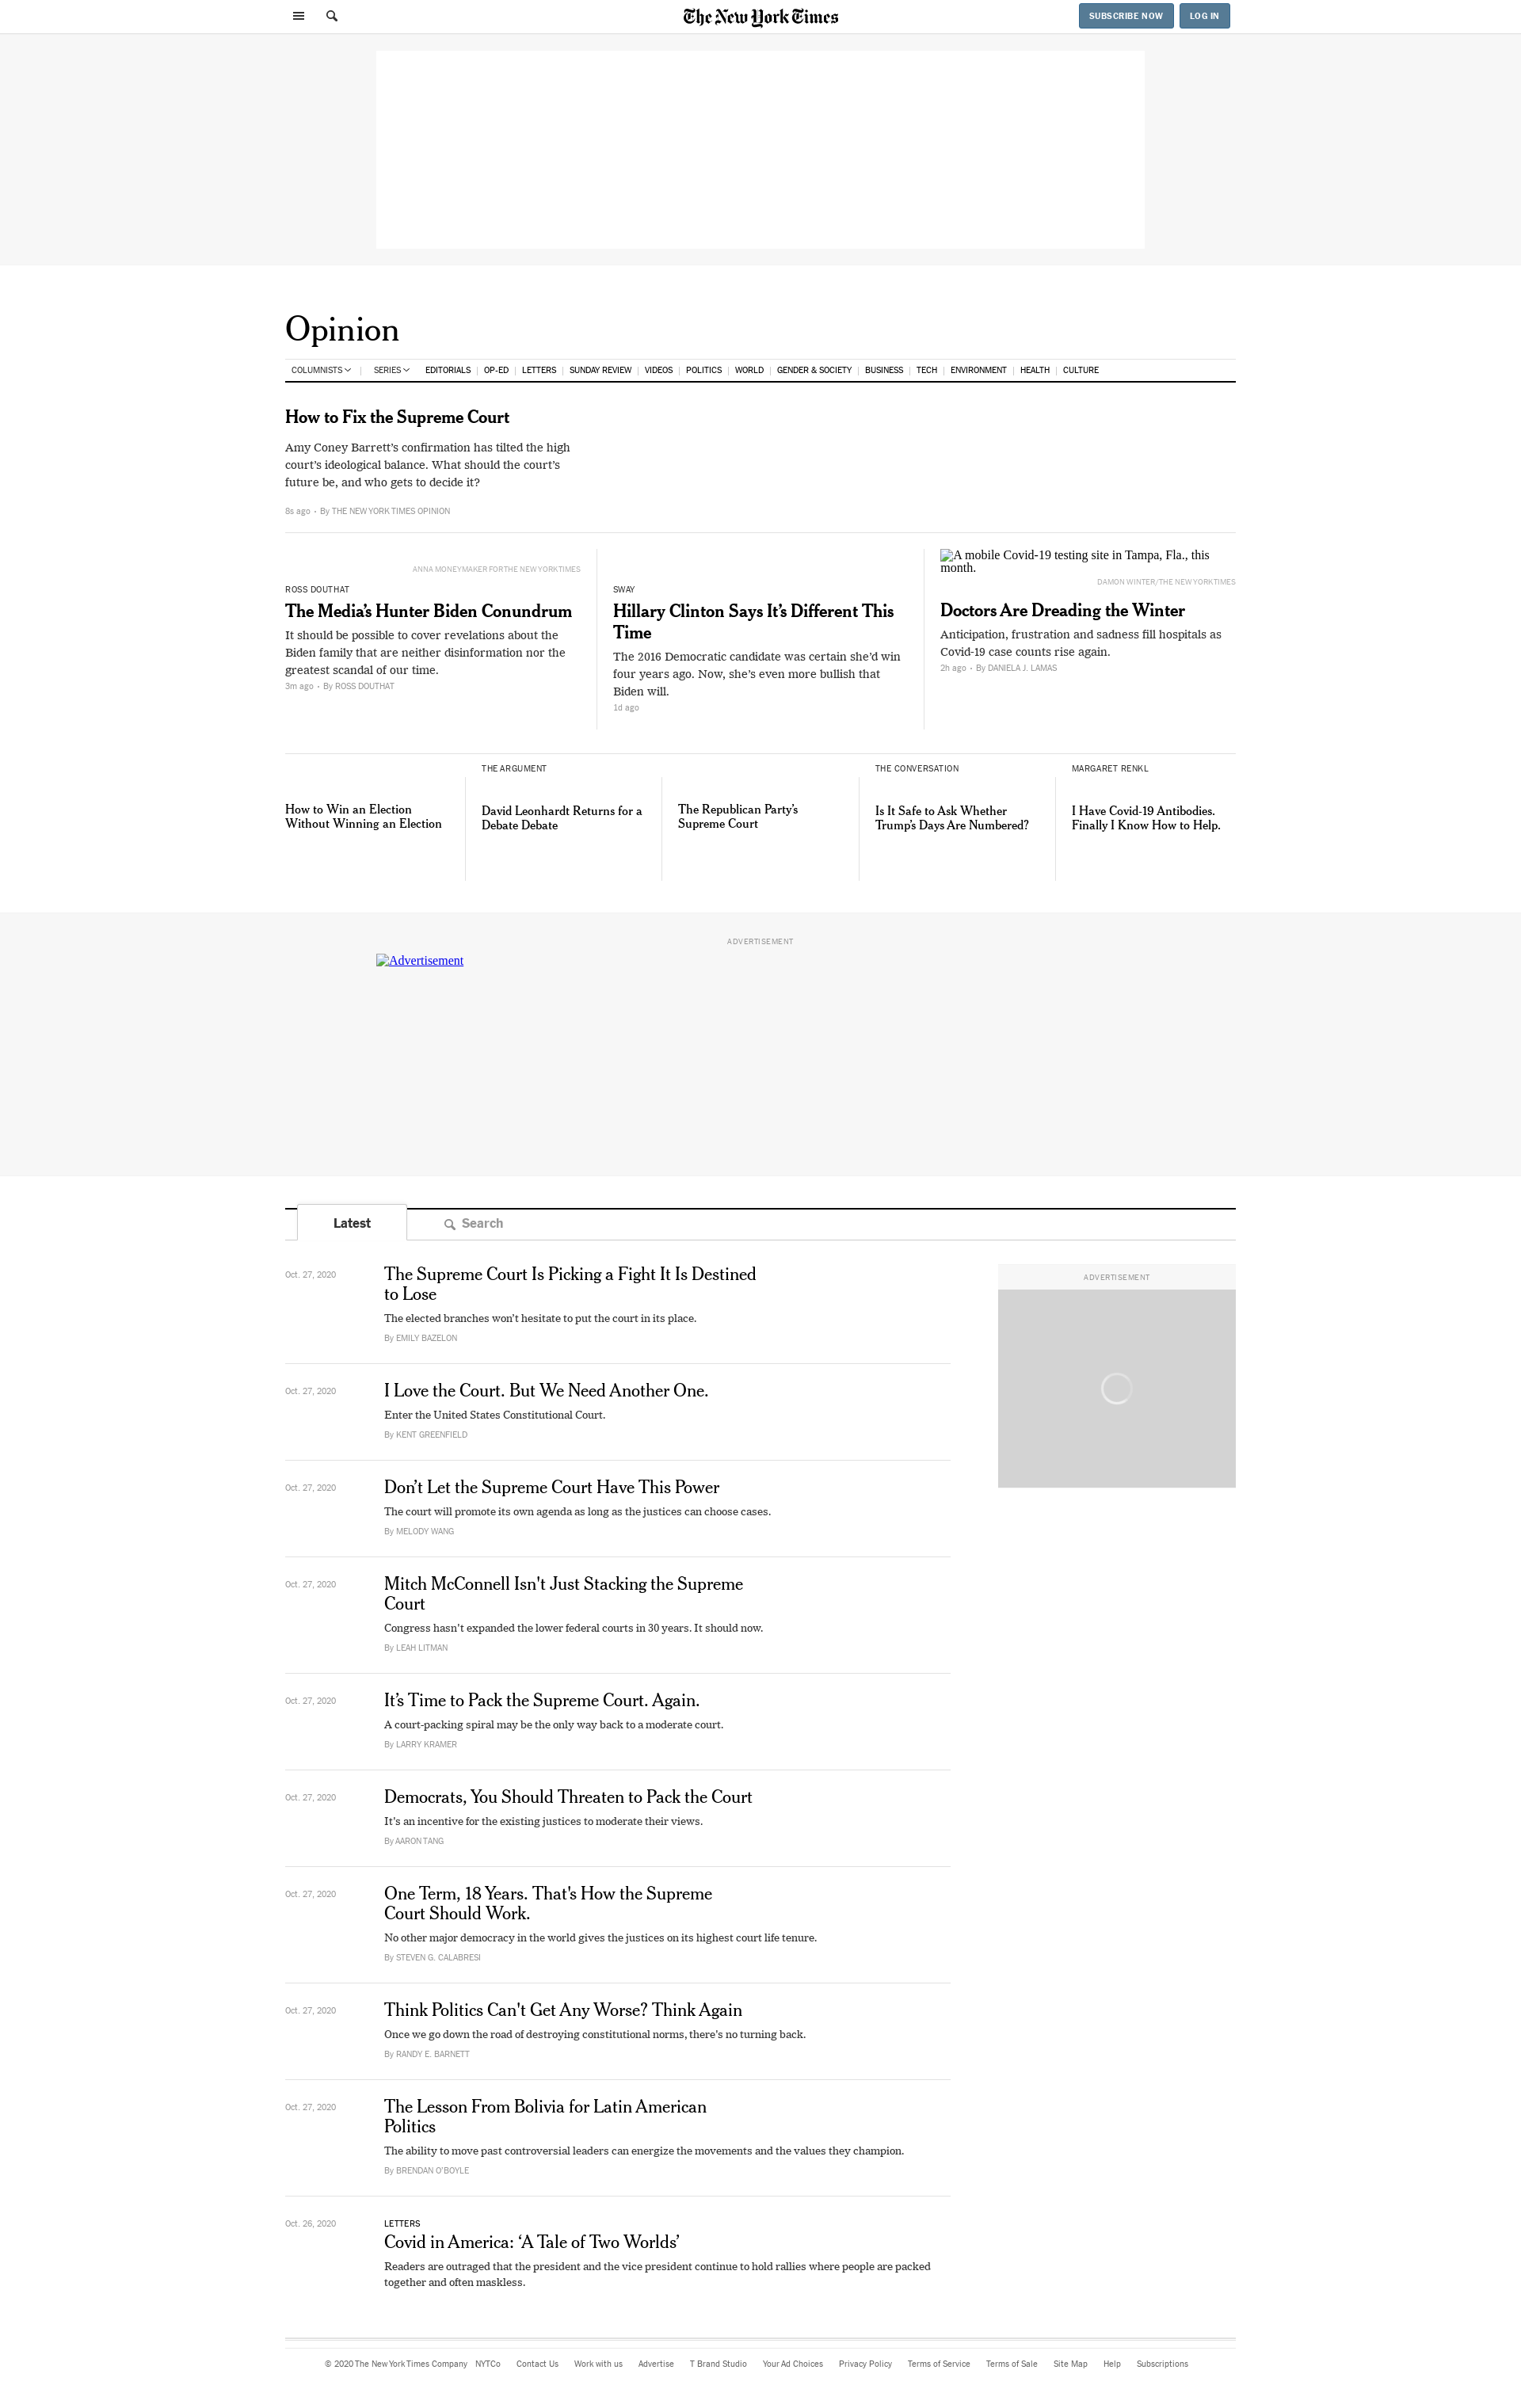 The New York Times
SUBSCRIBE NOW
LOG IN
Opinion
COLUMNISTS
SERIES
EDITORIALS
OP-ED
LETTERS
SUNDAY REVIEW
VIDEOS
POLITICS
WORLD
GENDER & SOCIETY
BUSINESS
TECH
ENVIRONMENT
HEALTH
CULTURE
How to Fix the Supreme Court
Amy Coney Barrett’s confirmation has tilted the high
court’s ideological balance. What should the court’s
future be, and who gets to decide it?
8s ago • By THE NEW YORK TIMES OPINION
ANNA MONEYMAKER FOR THE NEW YORK TIMES
ROSS DOUTHAT
The Media’s Hunter Biden Conundrum
It should be possible to cover revelations about the
Biden family that are neither disinformation nor the
greatest scandal of our time.
3m ago • By ROSS DOUTHAT
SWAY
Hillary Clinton Says It’s Different This
Time
The 2016 Democratic candidate was certain she’d win
four years ago. Now, she’s even more bullish that
Biden will.
1d ago
A mobile Covid-19 testing site in Tampa, Fla., this
month.
DAMON WINTER/THE NEW YORK TIMES
Doctors Are Dreading the Winter
Anticipation, frustration and sadness fill hospitals as
Covid-19 case counts rise again.
2h ago • By DANIELA J. LAMAS
How to Win an Election
Without Winning an Election
THE ARGUMENT
David Leonhardt Returns for a
Debate Debate
The Republican Party’s
Supreme Court
THE CONVERSATION
Is It Safe to Ask Whether
Trump’s Days Are Numbered?
MARGARET RENKL
I Have Covid-19 Antibodies.
Finally I Know How to Help.
ADVERTISEMENT
Advertisement
Latest
Search
ADVERTISEMENT
Oct. 27, 2020
The Supreme Court Is Picking a Fight It Is Destined
to Lose
The elected branches won’t hesitate to put the court in its place.
By EMILY BAZELON
Oct. 27, 2020
I Love the Court. But We Need Another One.
Enter the United States Constitutional Court.
By KENT GREENFIELD
Oct. 27, 2020
Don’t Let the Supreme Court Have This Power
The court will promote its own agenda as long as the justices can choose cases.
By MELODY WANG
Oct. 27, 2020
Mitch McConnell Isn't Just Stacking the Supreme
Court
Congress hasn’t expanded the lower federal courts in 30 years. It should now.
By LEAH LITMAN
Oct. 27, 2020
It’s Time to Pack the Supreme Court. Again.
A court-packing spiral may be the only way back to a moderate court.
By LARRY KRAMER
Oct. 27, 2020
Democrats, You Should Threaten to Pack the Court
It’s an incentive for the existing justices to moderate their views.
By AARON TANG
Oct. 27, 2020
One Term, 18 Years. That's How the Supreme
Court Should Work.
No other major democracy in the world gives the justices on its highest court life tenure.
By STEVEN G. CALABRESI
Oct. 27, 2020
Think Politics Can't Get Any Worse? Think Again
Once we go down the road of destroying constitutional norms, there’s no turning back.
By RANDY E. BARNETT
Oct. 27, 2020
The Lesson From Bolivia for Latin American
Politics
The ability to move past controversial leaders can energize the movements and the values they champion.
By BRENDAN O’BOYLE
Oct. 26, 2020
LETTERS
Covid in America: ‘A Tale of Two Worlds’
Readers are outraged that the president and the vice president continue to hold rallies where people are packed
together and often maskless.
© 2020 The New York Times Company NYTCo Contact Us Work with us Advertise T Brand Studio Your Ad Choices Privacy Policy Terms of Service Terms of Sale Site Map Help Subscriptions